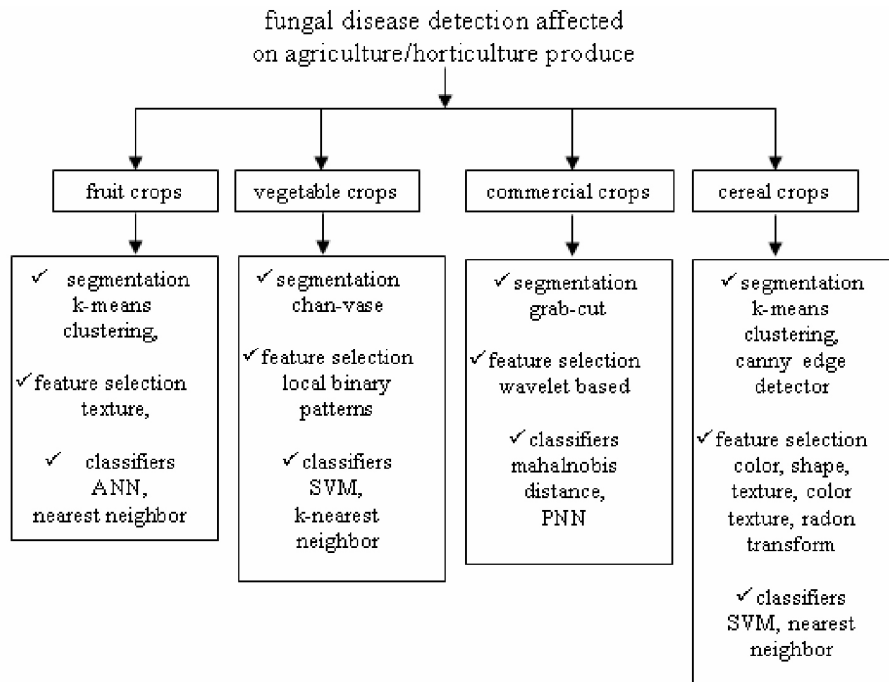 fungal disease detection affected
on agriculture/horticulture produce
fruit crops
vegetable crops
commercial crops
cereal crops
✓ segmentation
k-means
clustering,
✓ feature selection
texture,
✓ classifiers
ANN,
nearest neighbor
✓ segmentation
chan-vase
✓ feature selection
local binary
patterns
✓ classifiers
SVM,
k-nearest
neighbor
✓ segmentation
grab-cut
✓ feature selection
wavelet based
✓ classifiers
mahalnobis
distance,
PNN
✓ segmentation
k-means
clustering,
canny edge
detector
✓ feature selection
color, shape,
texture, color
texture, radon
transform
✓ classifiers
SVM, nearest
neighbor